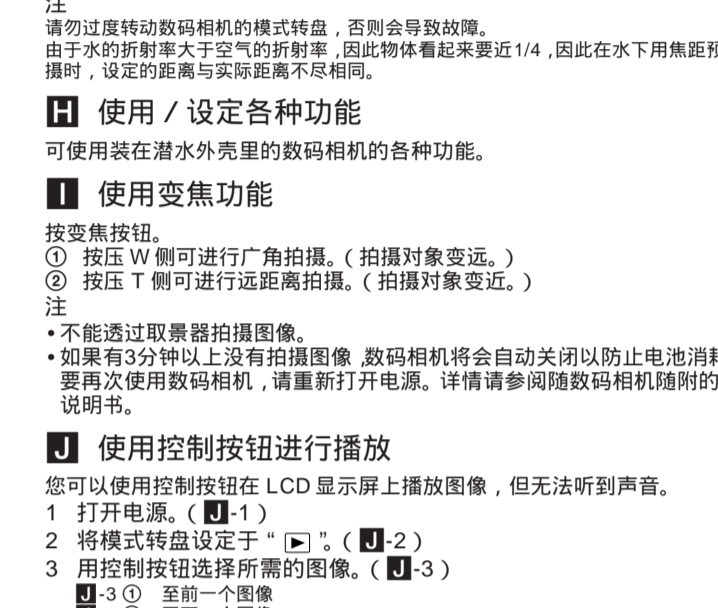 注
请勿过度转动数码相机的模式转盘，否则会导致故障。
由于水的折射率大于空气的折射率，因此物体看起来要近1/4，因此在水下用焦距预
摄时，设定的距离与实际距离不尽相同。
H 使用 / 设定各种功能
可使用装在潜水外壳里的数码相机的各种功能。
I 使用变焦功能
按变焦按钮。
① 按压 W 侧可进行广角拍摄。（拍摄对象变远。）
② 按压 T 侧可进行远距离拍摄。（拍摄对象变近。）
注
• 不能透过取景器拍摄图像。
• 如果有3分钟以上没有拍摄图像，数码相机将会自动关闭以防止电池消耗
要再次使用数码相机，请重新打开电源。详情请参阅随数码相机随附的
说明书。
J 使用控制按钮进行播放
您可以使用控制按钮在 LCD 显示屏上播放图像，但无法听到声音。
1 打开电源。（J-1）
2 将模式转盘设定于“ ▶ ”。（J-2）
3 用控制按钮选择所需的图像。（J-3）
J-3 ① 至前一个图像